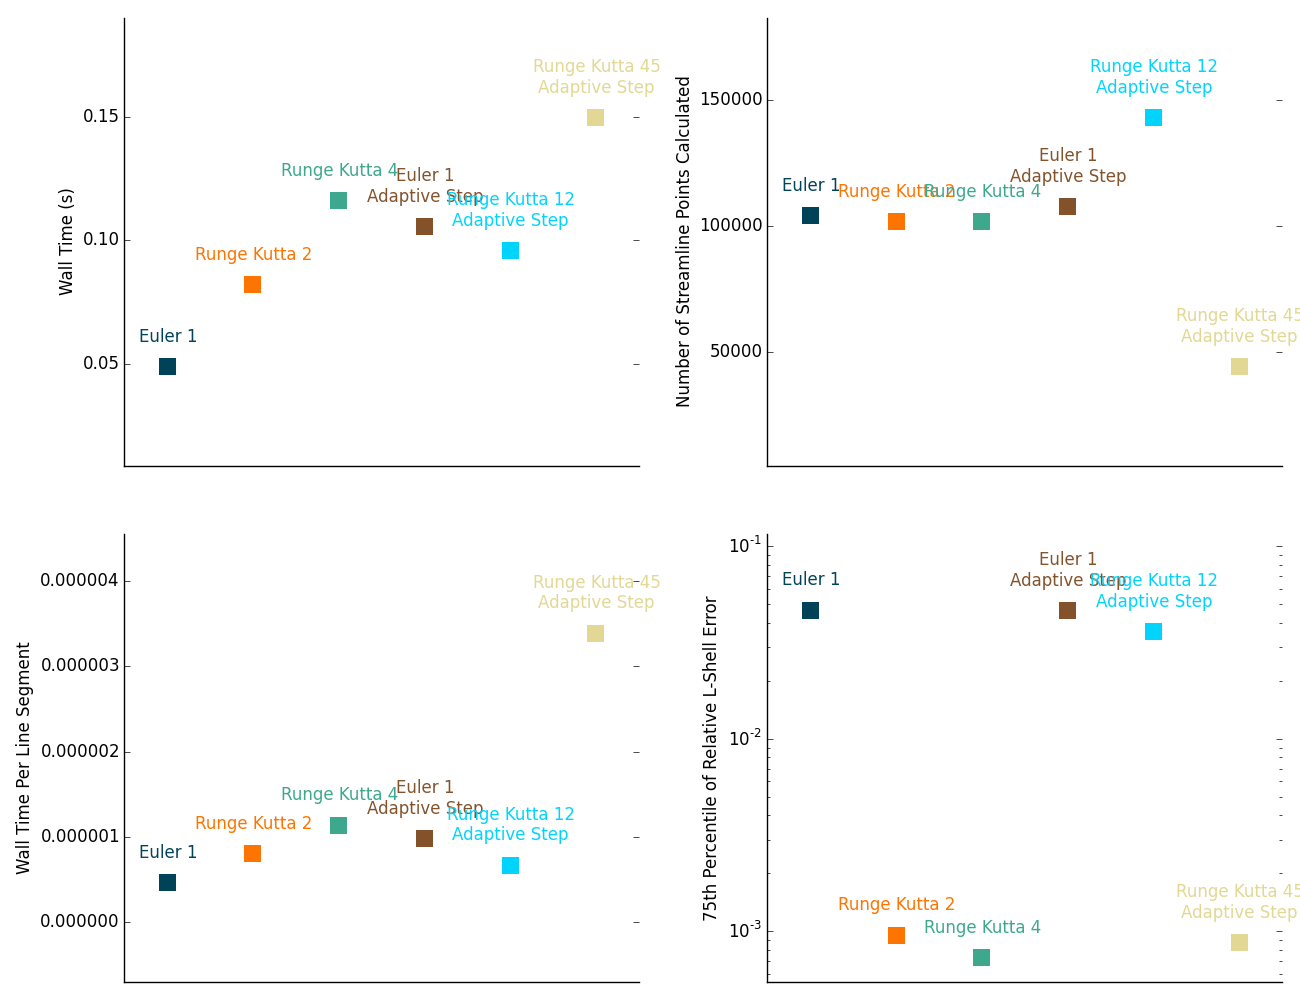 Wall Time (s)
0.15
0.10
0.05
Runge Kutta 45
Adaptive Step
Runge Kutta 4
Euler 1
Adaptive Step
Runge Kutta 12
Adaptive Step
Runge Kutta 2
Euler 1
Number of Streamline Points Calculated
150000
100000
50000
Runge Kutta 12
Adaptive Step
Euler 1
Adaptive Step
Euler 1
Runge Kutta 2
Runge Kutta 4
Runge Kutta 45
Adaptive Step
Wall Time Per Line Segment
0.000004
0.000003
0.000002
0.000001
0.000000
Runge Kutta 45
Adaptive Step
Euler 1
Adaptive Step
Runge Kutta 4
Runge Kutta 12
Adaptive Step
Runge Kutta 2
Euler 1
75th Percentile of Relative L-Shell Error
10^-1
10^-2
10^-3
Euler 1
Adaptive Step
Euler 1
Runge Kutta 12
Adaptive Step
Runge Kutta 2
Runge Kutta 4
Runge Kutta 45
Adaptive Step